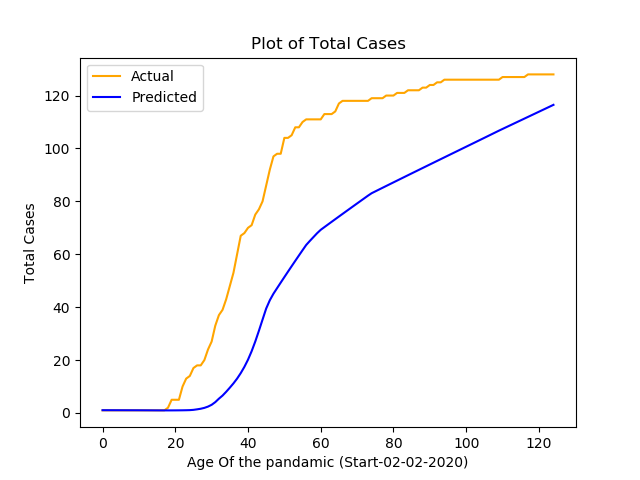 Plot of Total Cases
Actual
Predicted
120
100
80
60
40
20
0
Total Cases
0 20 40 60 80 100 120
Age Of the pandamic (Start-02-02-2020)